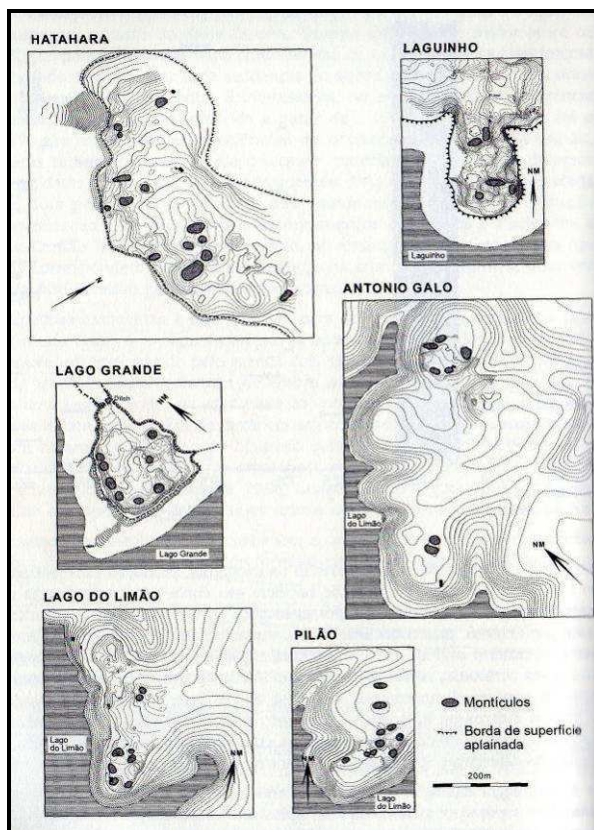 HATAHARA
LAGUINHO
NM
Laguinho
ANTONIO GALO
LAGO GRANDE
Ditch
NM
Lago Grande
Lago
do Limão
NM
LAGO DO LIMÃO
Lago
do Limão
NM
PILÃO
NM
Lago
do Limão
Montículos
Borda de superfície
aplainada
200m